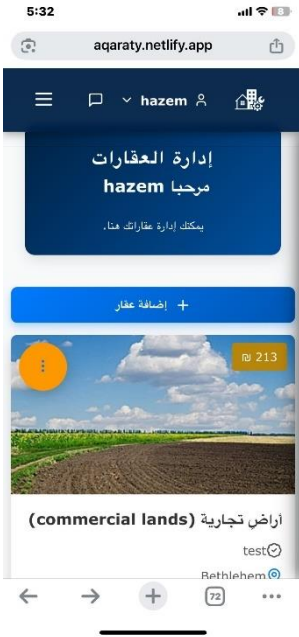 5:32
aqaraty.netlify.app
hazem
إدارة العقارات
مرحبا hazem
يمكنك إدارة عقاراتك هنا.
+ إضافة عقار
₪ 213
أراضٍ تجارية (commercial lands)
test
Bethlehem
72